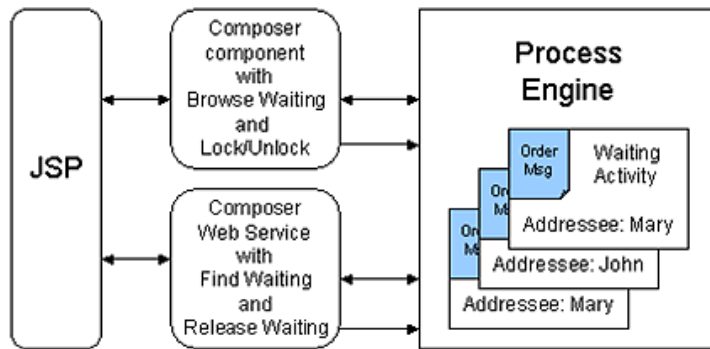 JSP
Composer
component
with
Browse Waiting
and
Lock/Unlock
Composer
Web Service
with
Find Waiting
and
Release Waiting
Process
Engine
Order
Msg
Waiting
Activity
Addressee: Mary
Addressee: John
Addressee: Mary